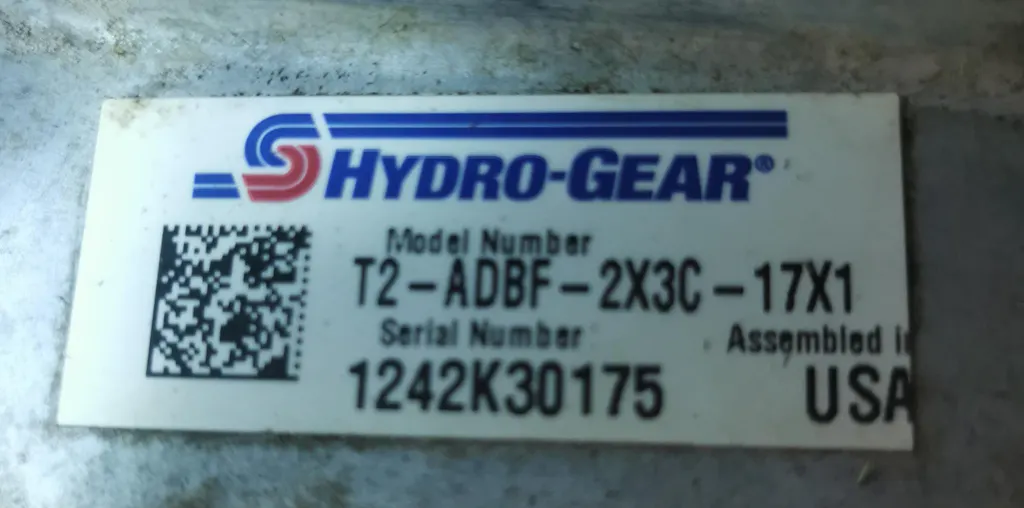 HYDRO-GEAR®
Model Number
T2-ADBF-2X3C-17X1
Serial Number
Assembled i
1242K30175
USA